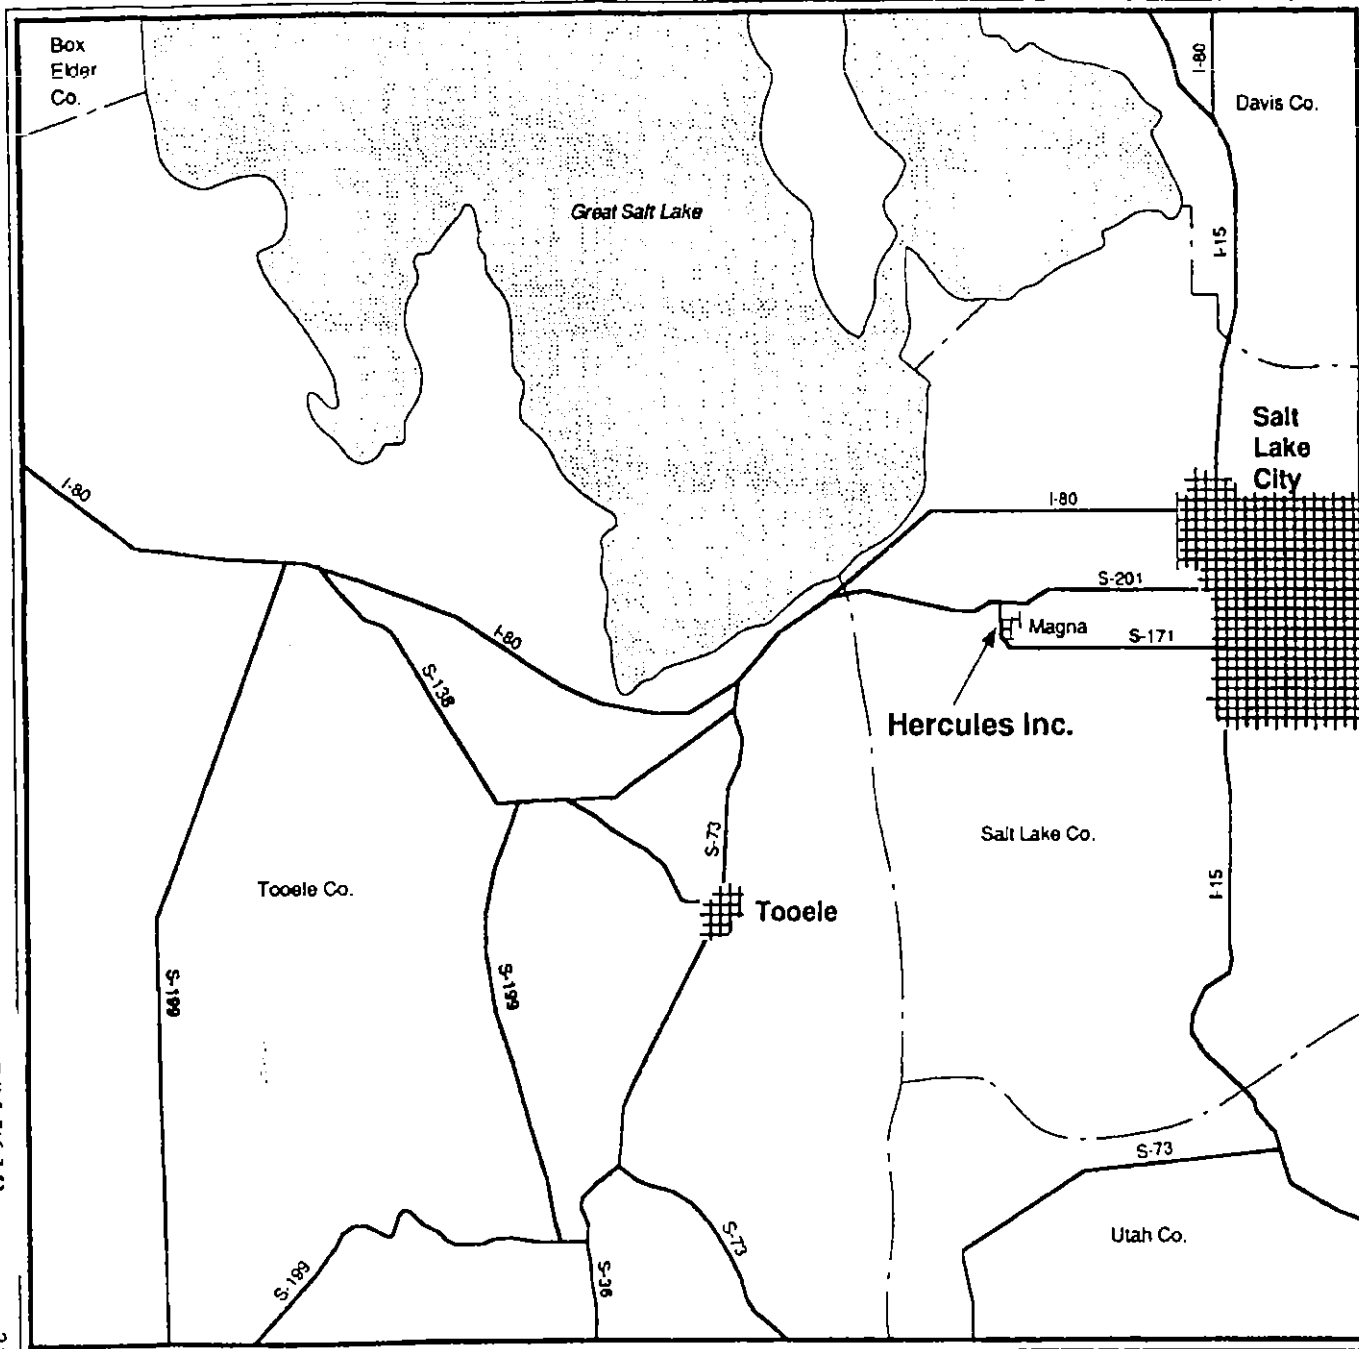 Box
Elder
Co.
I-80
Davis Co.
Great Salt Lake
I-15
Salt
Lake
City
I-80
I-80
S-201
Magna
S-171
I-80
S-138
Hercules Inc.
S-73
Salt Lake Co.
Tooele Co.
I-15
Tooele
S-199
S-199
S-73
S-73
Utah Co.
S-199
S-36